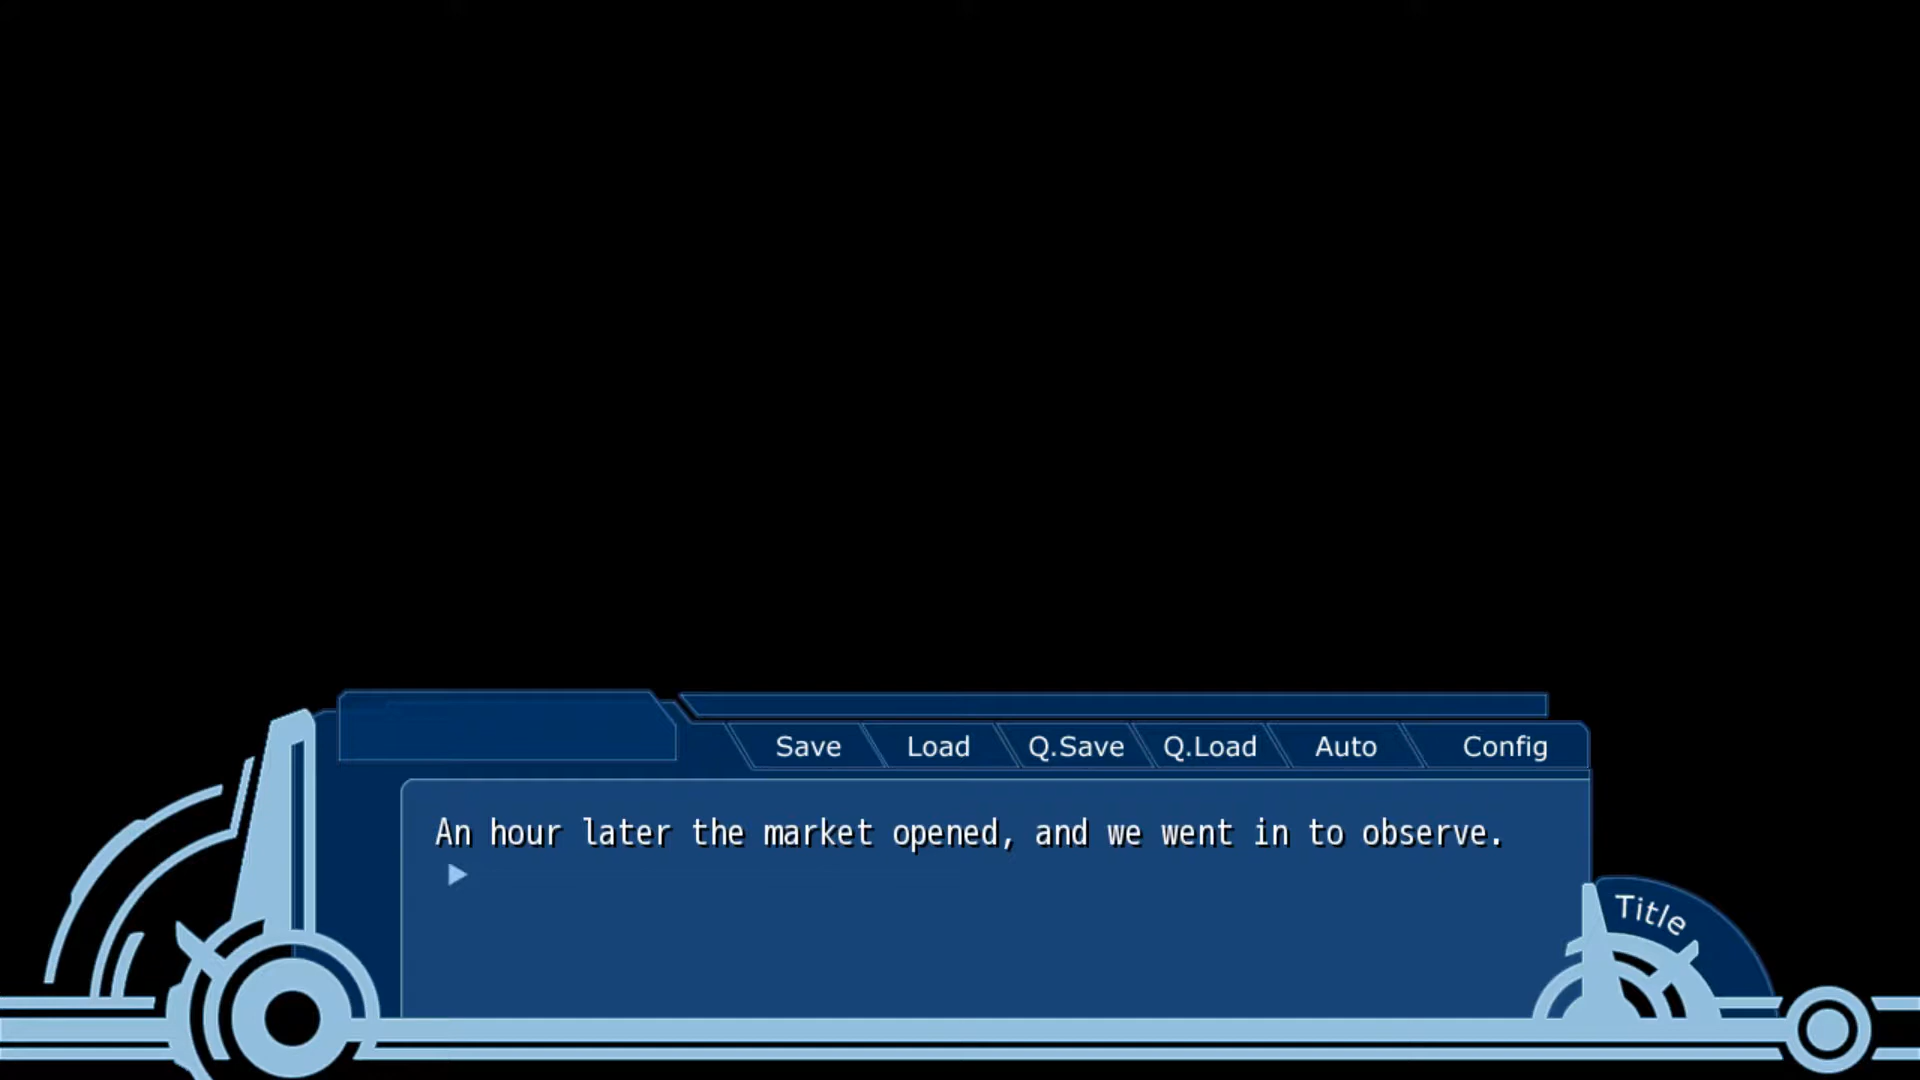 Save Load Q.Save Q.Load Auto Config
An hour later the market opened, and we went in to observe.
Title